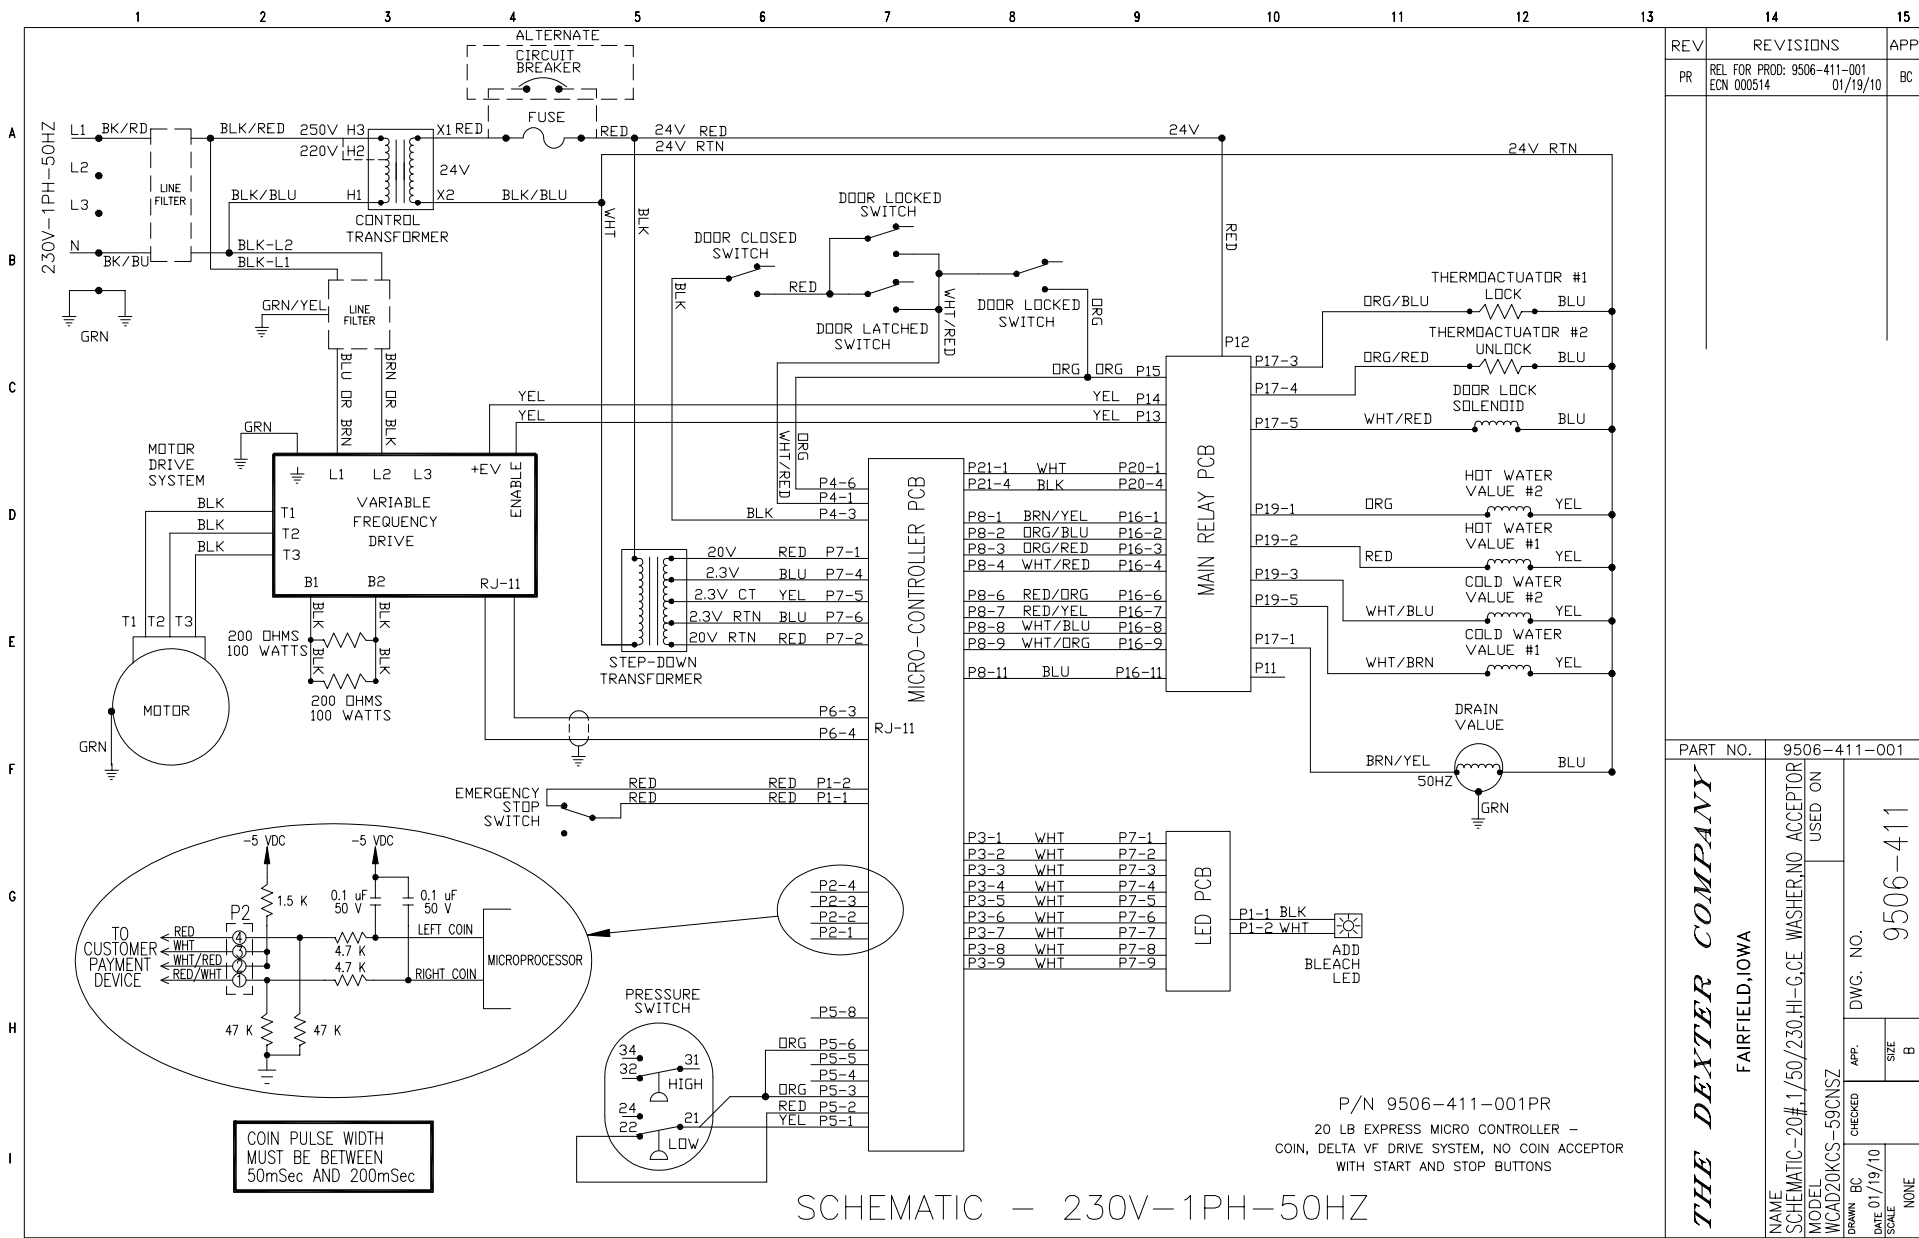 1 2 3 4 5 6 7 8 9 10 11 12 13 14 15
A
B
C
D
E
F
G
H
I
ALTERNATE
CIRCUIT
BREAKER
FUSE
230V-1PH-50HZ
L1
BK/RD
L2
L3
N
BK/BU
GRN
LINE
FILTER
BLK/RED
250V H3
220V H2
BLK/BLU
H1
X1 RED
24V
X2
BLK/BLU
CONTROL
TRANSFORMER
BLK-L2
BLK-L1
GRN/YEL
LINE
FILTER
RED
24V RED
24V RTN
24V
24V RTN
WHT
BLK
BLK
DOOR CLOSED
SWITCH
RED
DOOR LOCKED
SWITCH
DOOR LATCHED
SWITCH
WHT/RED
DOOR LOCKED
SWITCH
ORG
RED
P12
BLU OR BRN
BRN OR BLK
GRN
MOTOR
DRIVE
SYSTEM
L1 L2 L3
+EV
ENABLE
VARIABLE
FREQUENCY
DRIVE
BLK T1
BLK T2
BLK T3
B1 B2 RJ-11
T1 T2 T3
MOTOR
GRN
BLK
BLK
200 OHMS
100 WATTS
BLK
BLK
200 OHMS
100 WATTS
YEL
YEL
ORG ORG P15
YEL P14
YEL P13
ORG
WHT/RED
P4-6
P4-1
BLK P4-3
20V RED P7-1
2.3V BLU P7-4
2.3V CT YEL P7-5
2.3V RTN BLU P7-6
20V RTN RED P7-2
STEP-DOWN
TRANSFORMER
P6-3
P6-4
RJ-11
MICRO-CONTROLLER PCB
P21-1 WHT P20-1
P21-4 BLK P20-4
P8-1 BRN/YEL P16-1
P8-2 ORG/BLU P16-2
P8-3 ORG/RED P16-3
P8-4 WHT/RED P16-4
P8-6 RED/ORG P16-6
P8-7 RED/YEL P16-7
P8-8 WHT/BLU P16-8
P8-9 WHT/ORG P16-9
P8-11 BLU P16-11
MAIN RELAY PCB
THERMOACTUATOR #1
LOCK
P17-3 ORG/BLU BLU
THERMOACTUATOR #2
UNLOCK
P17-4 ORG/RED BLU
DOOR LOCK
SOLENOID
P17-5 WHT/RED BLU
HOT WATER
VALUE #2
P19-1 ORG YEL
HOT WATER
VALUE #1
P19-2 RED YEL
COLD WATER
VALUE #2
P19-3 WHT/BLU YEL
P19-5
COLD WATER
VALUE #1
WHT/BRN YEL
P17-1
P11
DRAIN
VALUE
BRN/YEL BLU
50HZ
GRN
EMERGENCY
STOP
SWITCH
RED RED P1-2
RED RED P1-1
P2-4
P2-3
P2-2
P2-1
P3-1 WHT P7-1
P3-2 WHT P7-2
P3-3 WHT P7-3
P3-4 WHT P7-4
P3-5 WHT P7-5
P3-6 WHT P7-6
P3-7 WHT P7-7
P3-8 WHT P7-8
P3-9 WHT P7-9
LED PCB
P1-1 BLK
P1-2 WHT
ADD
BLEACH
LED
-5 VDC -5 VDC
1.5 K
0.1 uF
50 V
0.1 uF
50 V
P2
TO
CUSTOMER
PAYMENT
DEVICE
RED 4
WHT 3
WHT/RED 2
RED/WHT 1
4.7 K
4.7 K
LEFT COIN
RIGHT COIN
MICROPROCESSOR
47 K 47 K
COIN PULSE WIDTH
MUST BE BETWEEN
50mSec AND 200mSec
PRESSURE
SWITCH
34
32
31
HIGH
24
22
21
LOW
P5-8
ORG P5-6
P5-5
P5-4
ORG P5-3
RED P5-2
YEL P5-1
P/N 9506-411-001PR
20 LB EXPRESS MICRO CONTROLLER -
COIN, DELTA VF DRIVE SYSTEM, NO COIN ACCEPTOR
WITH START AND STOP BUTTONS
SCHEMATIC - 230V-1PH-50HZ
REV REVISIONS APP
PR REL FOR PROD: 9506-411-001
ECN 000514 01/19/10 BC
PART NO. 9506-411-001
THE DEXTER COMPANY
FAIRFIELD,IOWA
NAME
SCHEMATIC-20#,1/50/230,HI-G,CE WASHER,NO ACCEPTOR
MODEL
WCAD20KCS-59CNSZ
USED ON
DWG. NO.
9506-411
DRAWN BC
DATE 01/19/10
CHECKED
APP.
SCALE
NONE
SIZE
B